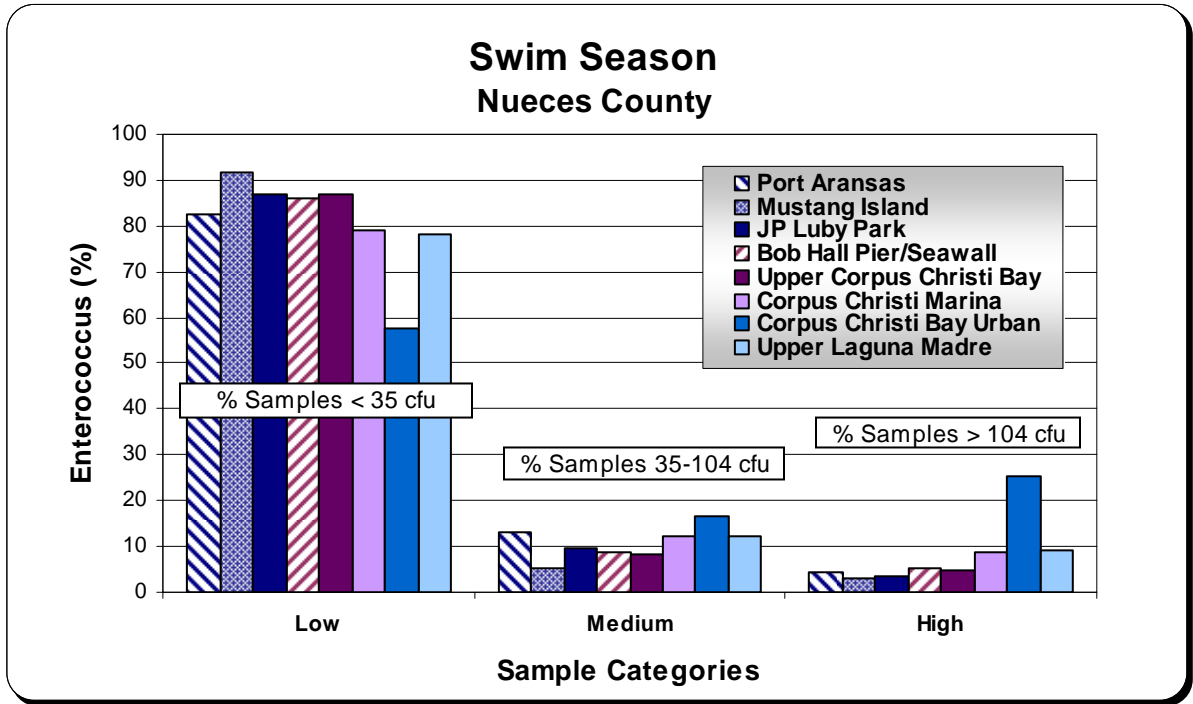 Swim Season
Nueces County
Enterococcus (%)
100
90
80
70
60
50
40
30
20
10
0
Port Aransas
Mustang Island
JP Luby Park
Bob Hall Pier/Seawall
Upper Corpus Christi Bay
Corpus Christi Marina
Corpus Christi Bay Urban
Upper Laguna Madre
% Samples < 35 cfu
% Samples 35-104 cfu
% Samples > 104 cfu
Low
Medium
High
Sample Categories